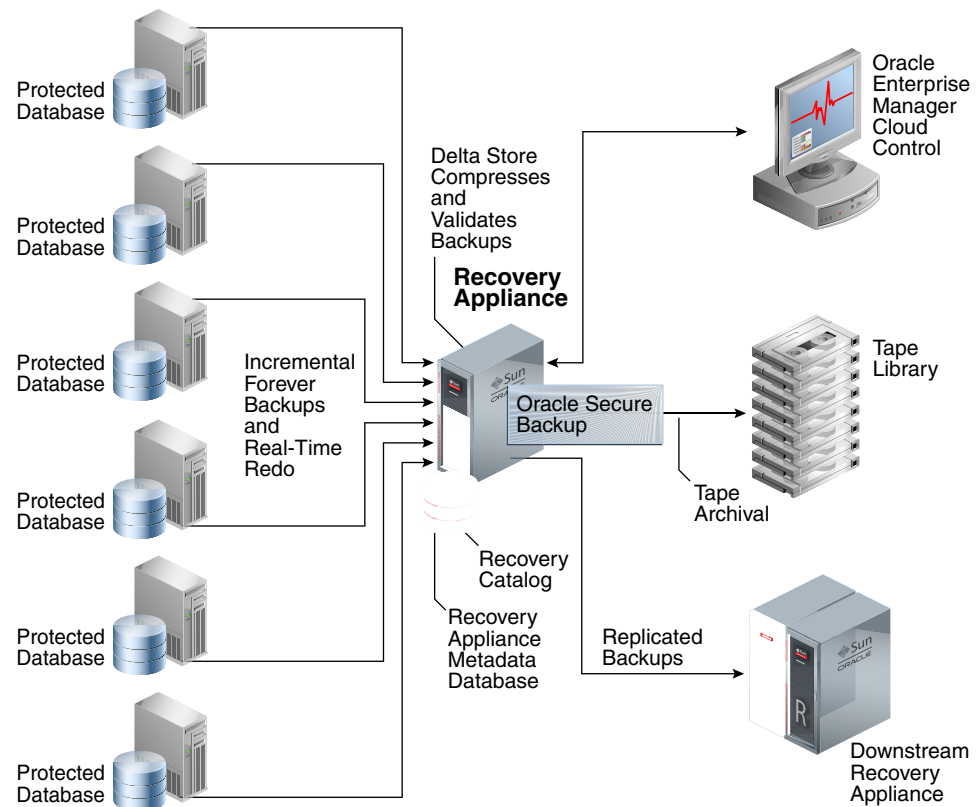 Protected
Database
Protected
Database
Protected
Database
Protected
Database
Protected
Database
Protected
Database
Incremental
Forever
Backups
and
Real-Time
Redo
Delta Store
Compresses
and
Validates
Backups
Recovery
Appliance
Sun
ORACLE
Oracle Secure
Backup
Recovery
Catalog
Recovery
Appliance
Metadata
Database
Oracle
Enterprise
Manager
Cloud
Control
Tape
Library
Tape
Archival
Replicated
Backups
Sun
ORACLE
R
Downstream
Recovery
Appliance